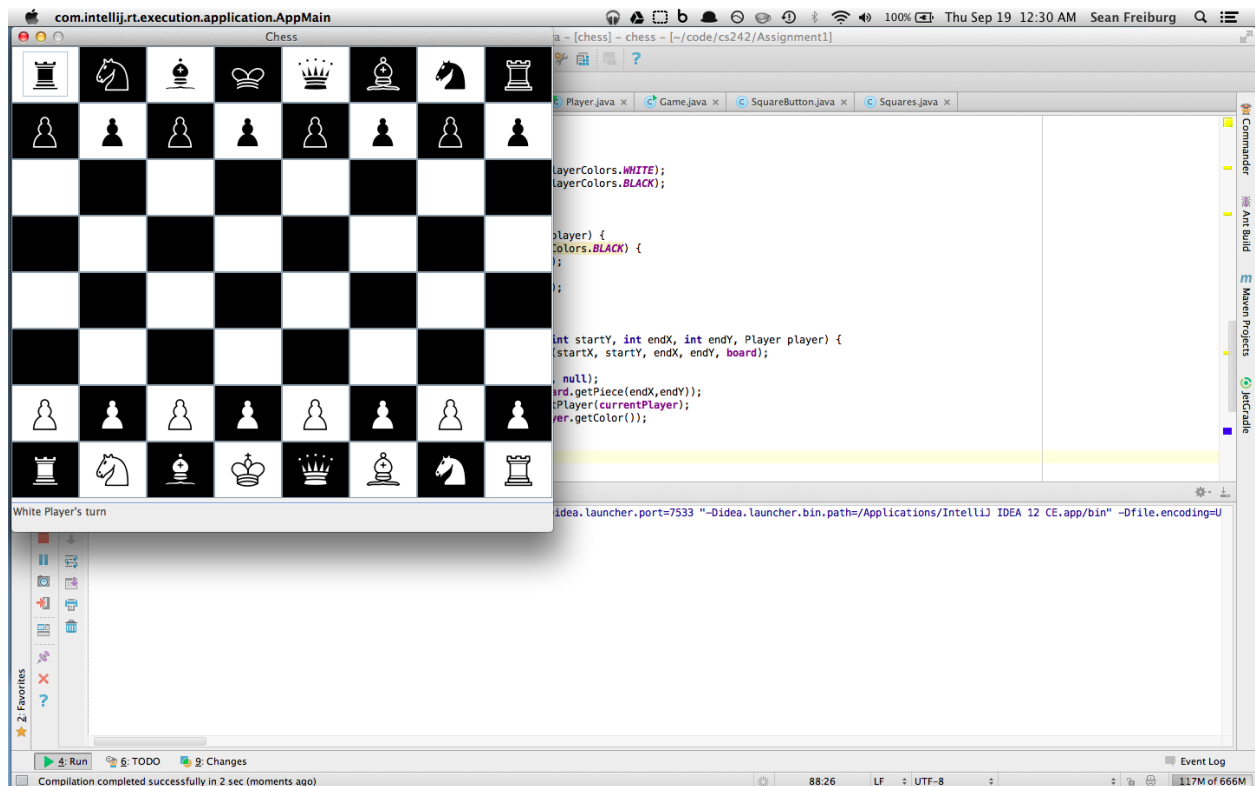 com.intellij.rt.execution.application.AppMain 100% Thu Sep 19 12:30 AM Sean Freiburg
Chess
a – [chess] – chess – [~/code/cs242/Assignment1]
Player.java Game.java SquareButton.java Squares.java
layerColors.WHITE);
layerColors.BLACK);
player) {
Colors.BLACK) {
);
);
int startY, int endX, int endY, Player player) {
(startX, startY, endX, endY, board);
, null);
ard.getPiece(endX,endY));
tPlayer(currentPlayer);
yer.getColor());
Commander
Ant Build
Maven Projects
JetGradle
White Player's turn
idea.launcher.port=7533 "-Didea.launcher.bin.path=/Applications/IntelliJ IDEA 12 CE.app/bin" -Dfile.encoding=U
2: Favorites
4: Run 6: TODO 9: Changes Event Log
Compilation completed successfully in 2 sec (moments ago) 88:26 LF UTF-8 117M of 666M